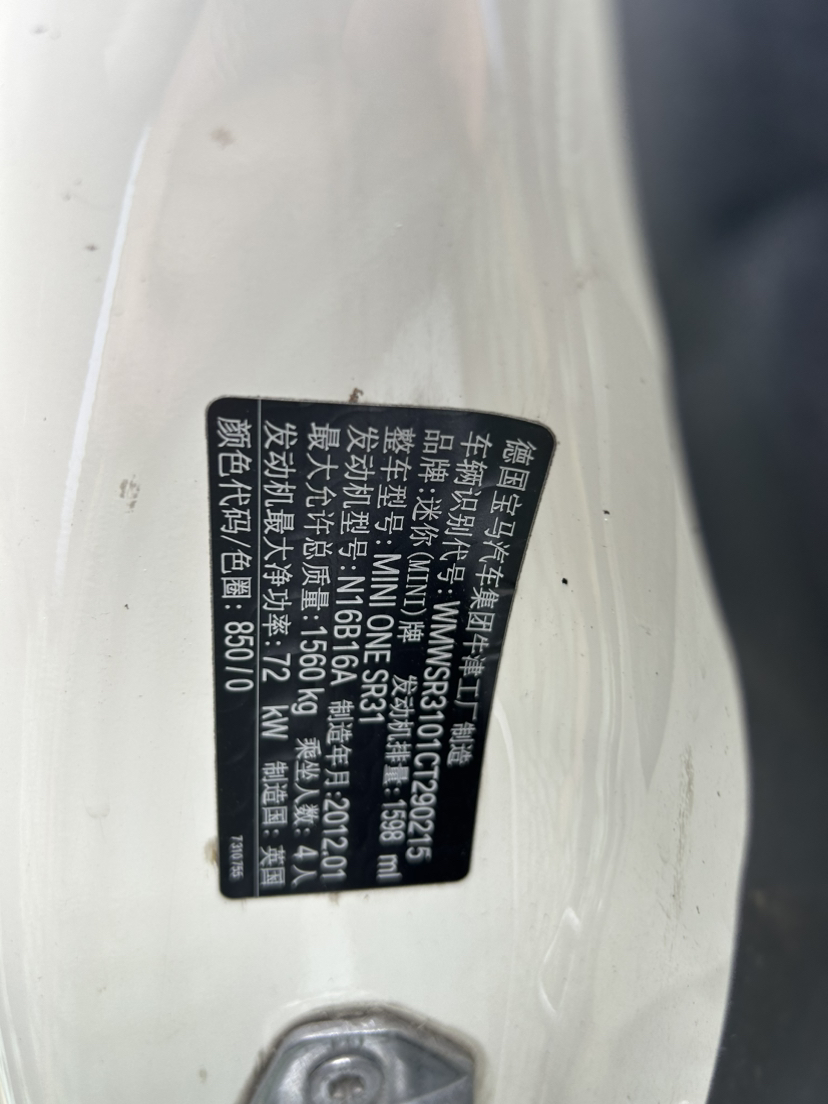 德国宝马汽车集团牛津工厂制造
车辆识别代号:WMWSR3101CT290215
品牌:迷你(MINI)牌 发动机排量:1598 ml
整车型号:MINI ONE SR31
发动机型号:N16B16A 制造年月:2012.01
最大允许总质量:1560 kg 乘坐人数:4人
发动机最大净功率:72 kW 制造国:英国
颜色代码/色圈:850/0 7310755